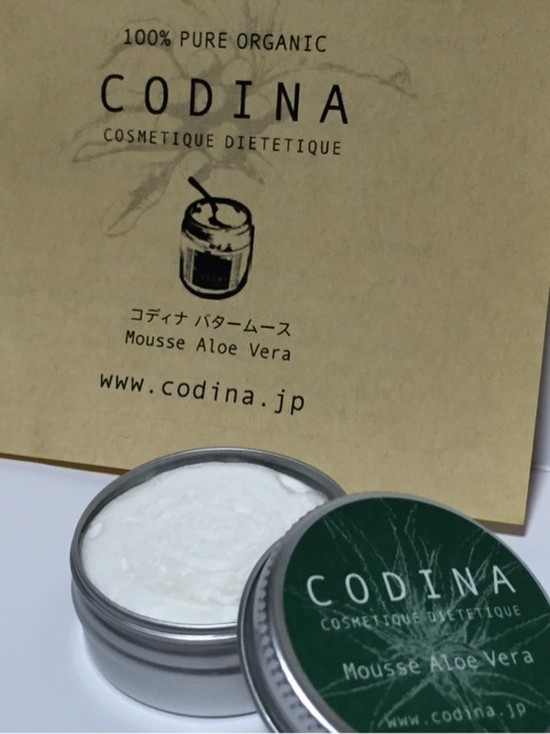 100% PURE ORGANIC
CODINA
COSMETIQUE DIETETIQUE
コディナ バタームース
Mousse Aloe Vera
www.codina.jp
CODINA
COSMETIQUE DIETETIQUE
Mousse Aloe Vera
www.codina.jp